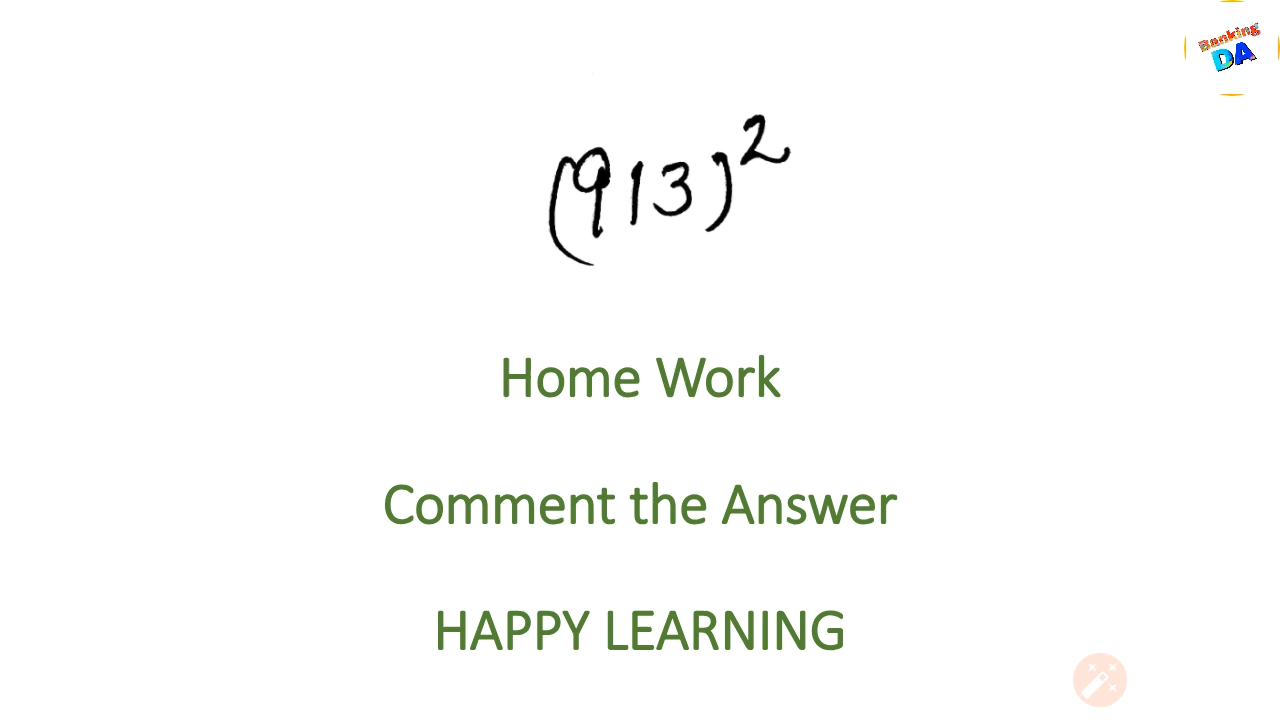 Banking
DA
(913)²
Home Work
Comment the Answer
HAPPY LEARNING